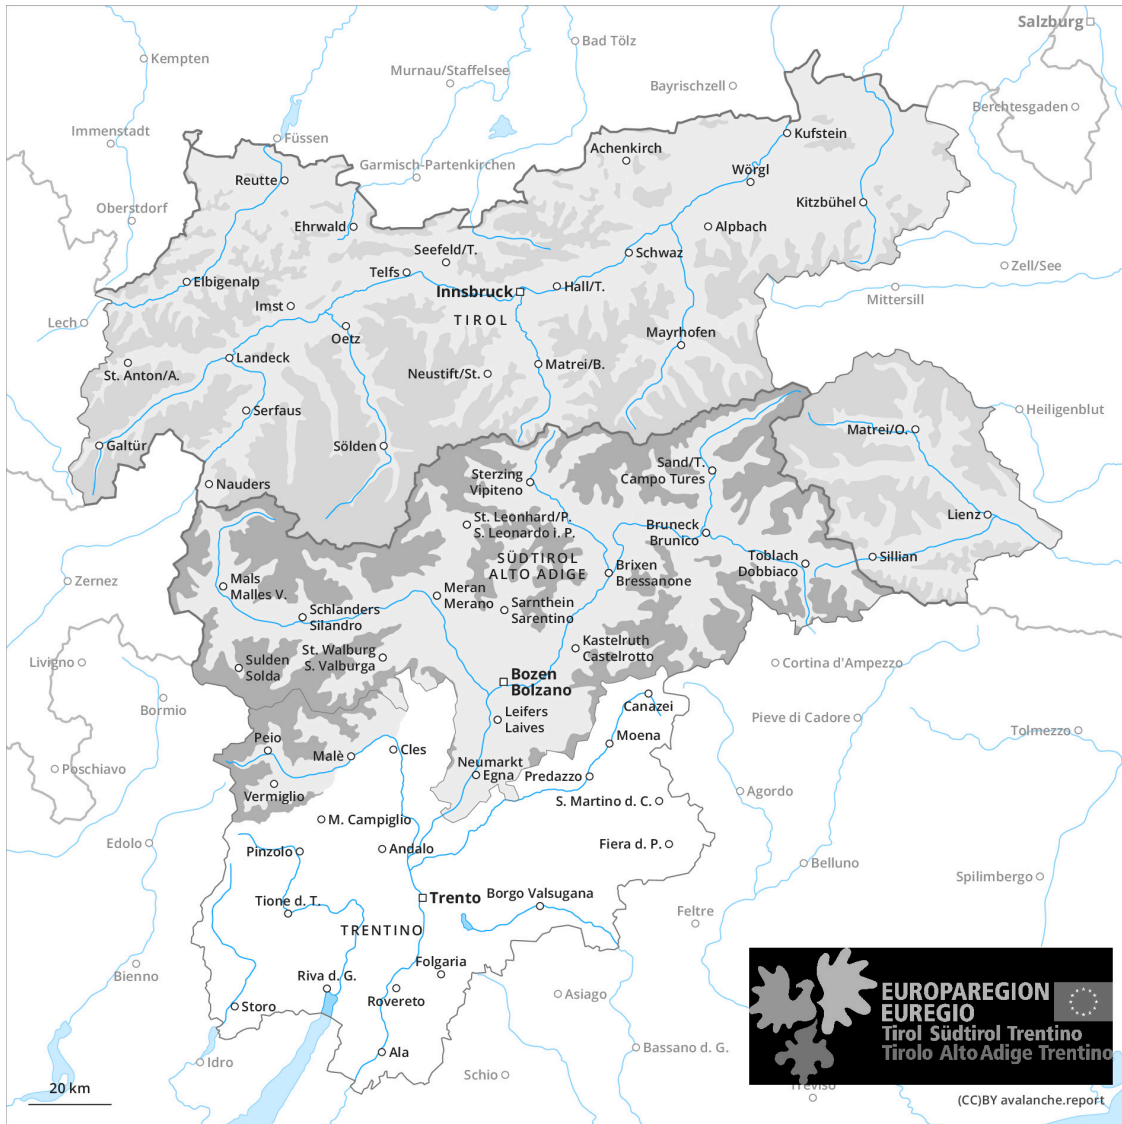 Salzburg
Bad Tölz
Kempten
Murnau/Staffelsee
Bayrischzell
Berchtesgaden
Immenstadt
Füssen
Kufstein
Achenkirch
Garmisch-Partenkirchen
Wörgl
Reutte
Kitzbühel
Oberstdorf
Ehrwald
Alpbach
Seefeld/T.
Schwaz
Zell/See
Telfs
Elbigenalp
Hall/T.
Innsbruck
Mittersill
Imst
TIROL
Lech
Oetz
Mayrhofen
Landeck
Matrei/B.
St. Anton/A.
Neustift/St.
Serfaus
Heiligenblut
Matrei/O.
Galtür
Sölden
Sand/T.
Campo Tures
Sterzing
Vipiteno
Nauders
Lienz
St. Leonhard/P.
S. Leonardo i. P.
Bruneck
Brunico
SÜDTIROL
ALTO ADIGE
Toblach
Dobbiaco
Sillian
Brixen
Bressanone
Zernez
Mals
Malles V.
Meran
Merano
Sarnthein
Sarentino
Schlanders
Silandro
Kastelruth
Castelrotto
St. Walburg
S. Valburga
Livigno
Sulden
Solda
Cortina d'Ampezzo
Bozen
Bolzano
Bormio
Canazei
Leifers
Laives
Pieve di Cadore
Tolmezzo
Peio
Moena
Malè
Cles
Neumarkt
Egna
Predazzo
Poschiavo
Vermiglio
Agordo
S. Martino d. C.
M. Campiglio
Edolo
Pinzolo
Andalo
Fiera d. P.
Belluno
Spilimbergo
Trento
Borgo Valsugana
Tione d. T.
Feltre
TRENTINO
Folgaria
Bienno
Riva d. G.
Rovereto
Asiago
Storo
EUROPAREGION
EUREGIO
Tirol Südtirol Trentino
Tirolo Alto Adige Trentino
Ala
Bassano d. G.
Idro
Schio
Treviso
20 km
(CC)BY avalanche.report